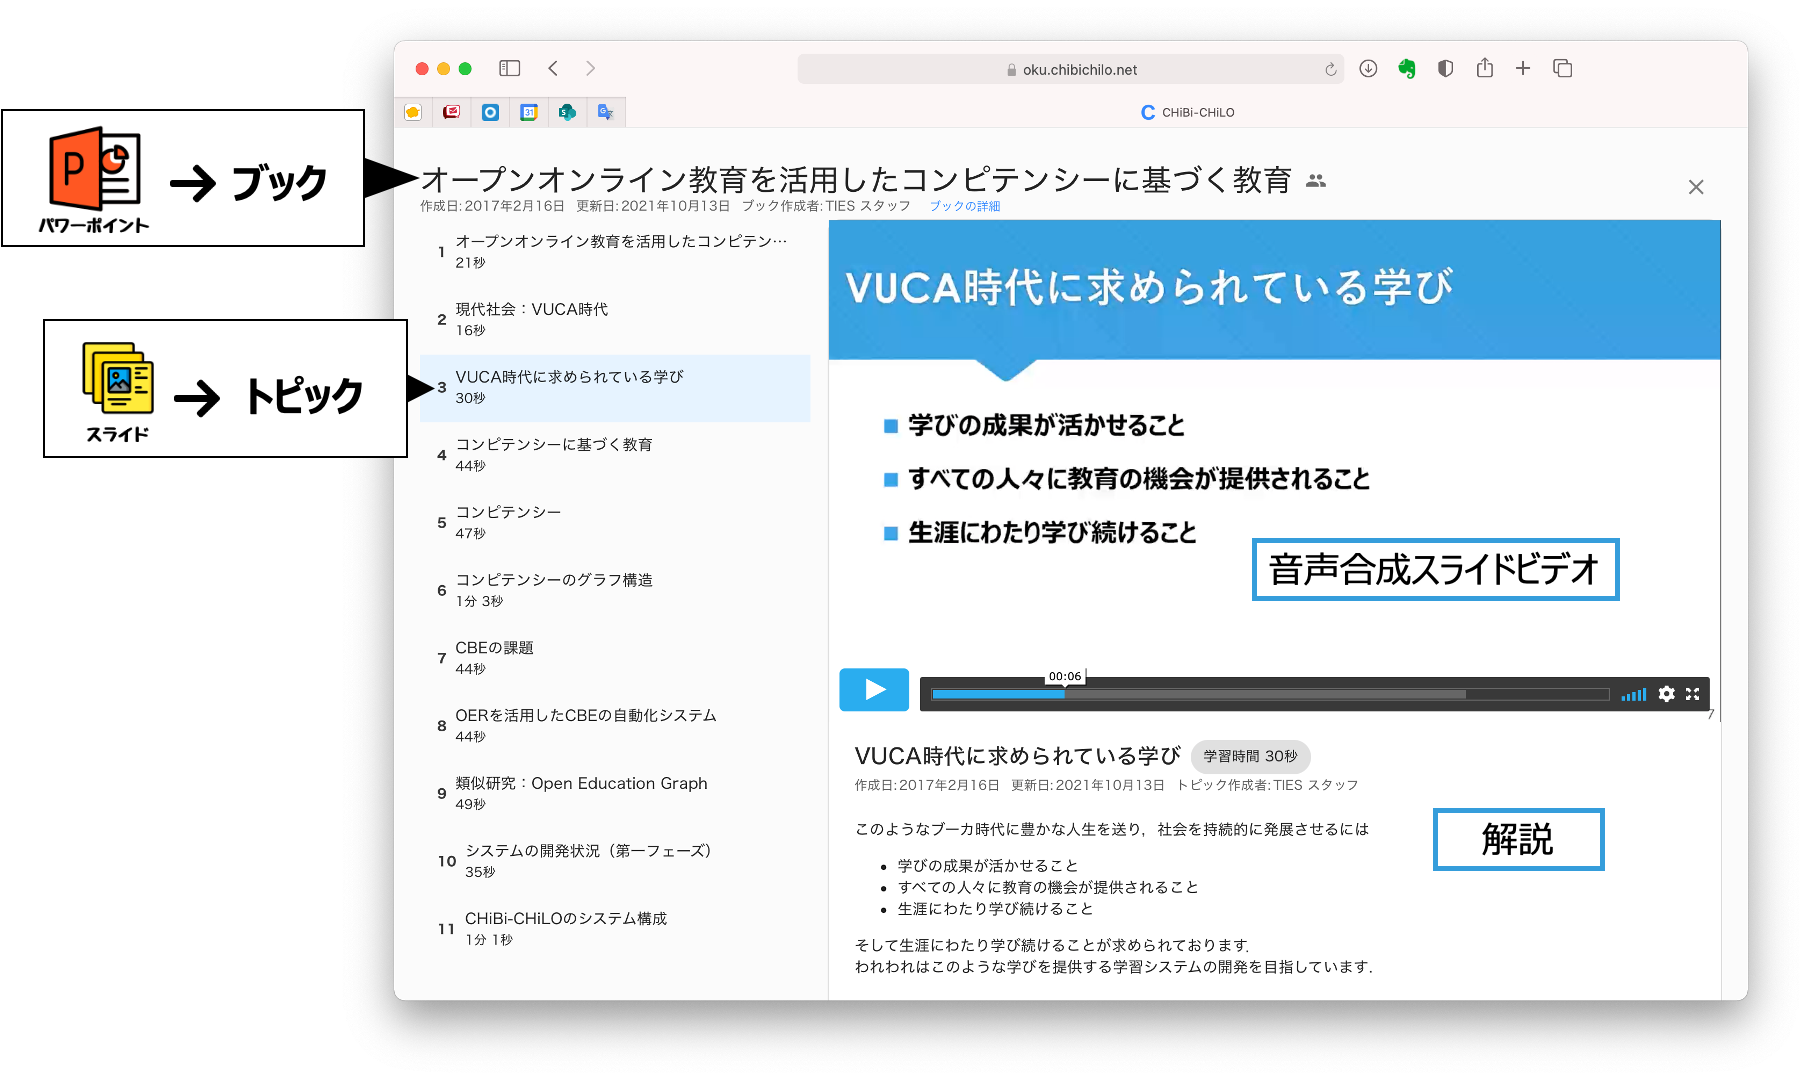 oku.chibichilo.net
CHiBi-CHiLO
P
パワーポイント
→ ブック
スライド
→ トピック
オープンオンライン教育を活用したコンピテンシーに基づく教育
作成日:2017年2月16日 更新日:2021年10月13日 ブック作成者:TIES スタッフ ブックの詳細
1 オープンオンライン教育を活用したコンピテン…
21秒
2 現代社会：VUCA時代
16秒
3 VUCA時代に求められている学び
30秒
4 コンピテンシーに基づく教育
44秒
5 コンピテンシー
47秒
6 コンピテンシーのグラフ構造
1分 3秒
7 CBEの課題
44秒
8 OERを活用したCBEの自動化システム
44秒
9 類似研究：Open Education Graph
49秒
10 システムの開発状況（第一フェーズ）
35秒
11 CHiBi-CHiLOのシステム構成
1分 1秒
VUCA時代に求められている学び
■ 学びの成果が活かせること
■ すべての人々に教育の機会が提供されること
■ 生涯にわたり学び続けること
音声合成スライドビデオ
00:06
7
VUCA時代に求められている学び 学習時間 30秒
作成日:2017年2月16日 更新日:2021年10月13日 トピック作成者:TIES スタッフ
解説
このようなブーカ時代に豊かな人生を送り，社会を持続的に発展させるには
• 学びの成果が活かせること
• すべての人々に教育の機会が提供されること
• 生涯にわたり学び続けること
そして生涯にわたり学び続けることが求められております．
われわれはこのような学びを提供する学習システムの開発を目指しています．